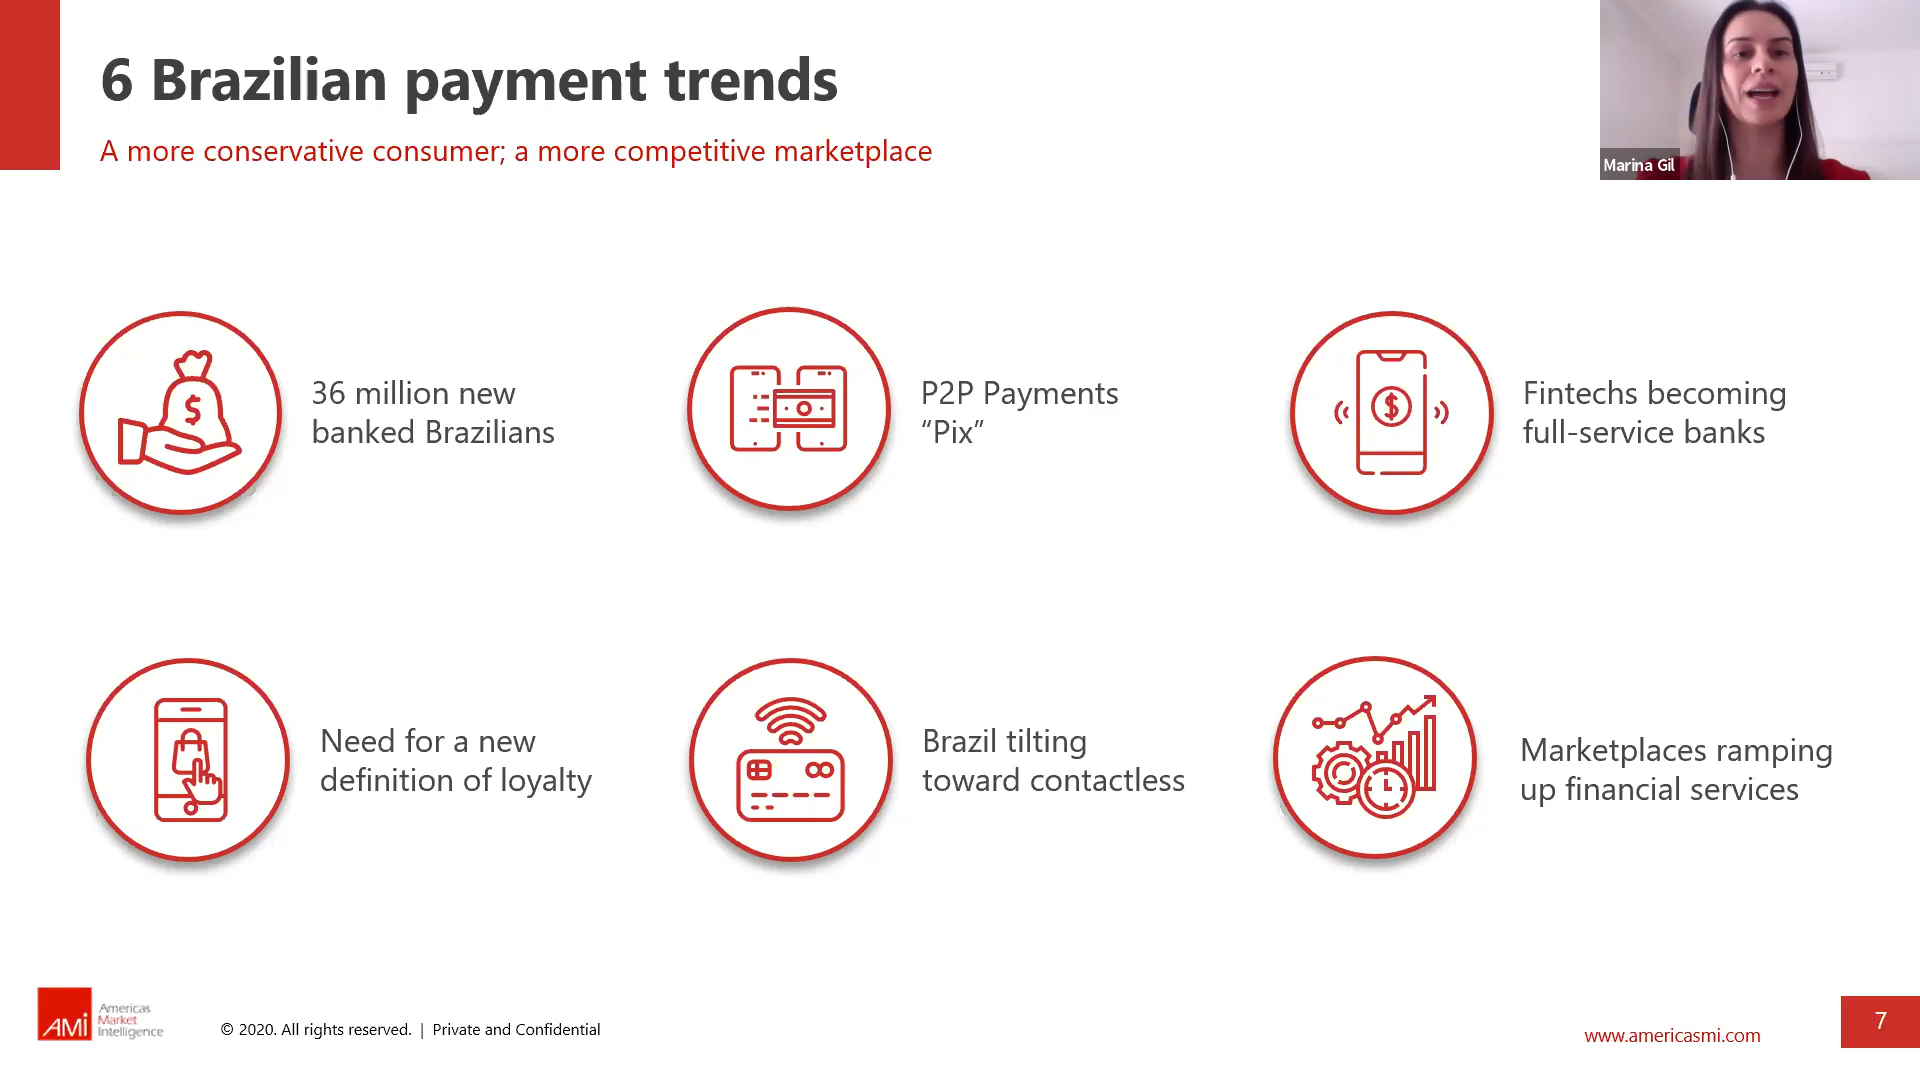 6 Brazilian payment trends
A more conservative consumer; a more competitive marketplace
Marina Gil
36 million new
banked Brazilians
P2P Payments
“Pix”
Fintechs becoming
full-service banks
Need for a new
definition of loyalty
Brazil tilting
toward contactless
Marketplaces ramping
up financial services
AMi
Americas
Market
Intelligence
© 2020. All rights reserved. | Private and Confidential
www.americasmi.com
7